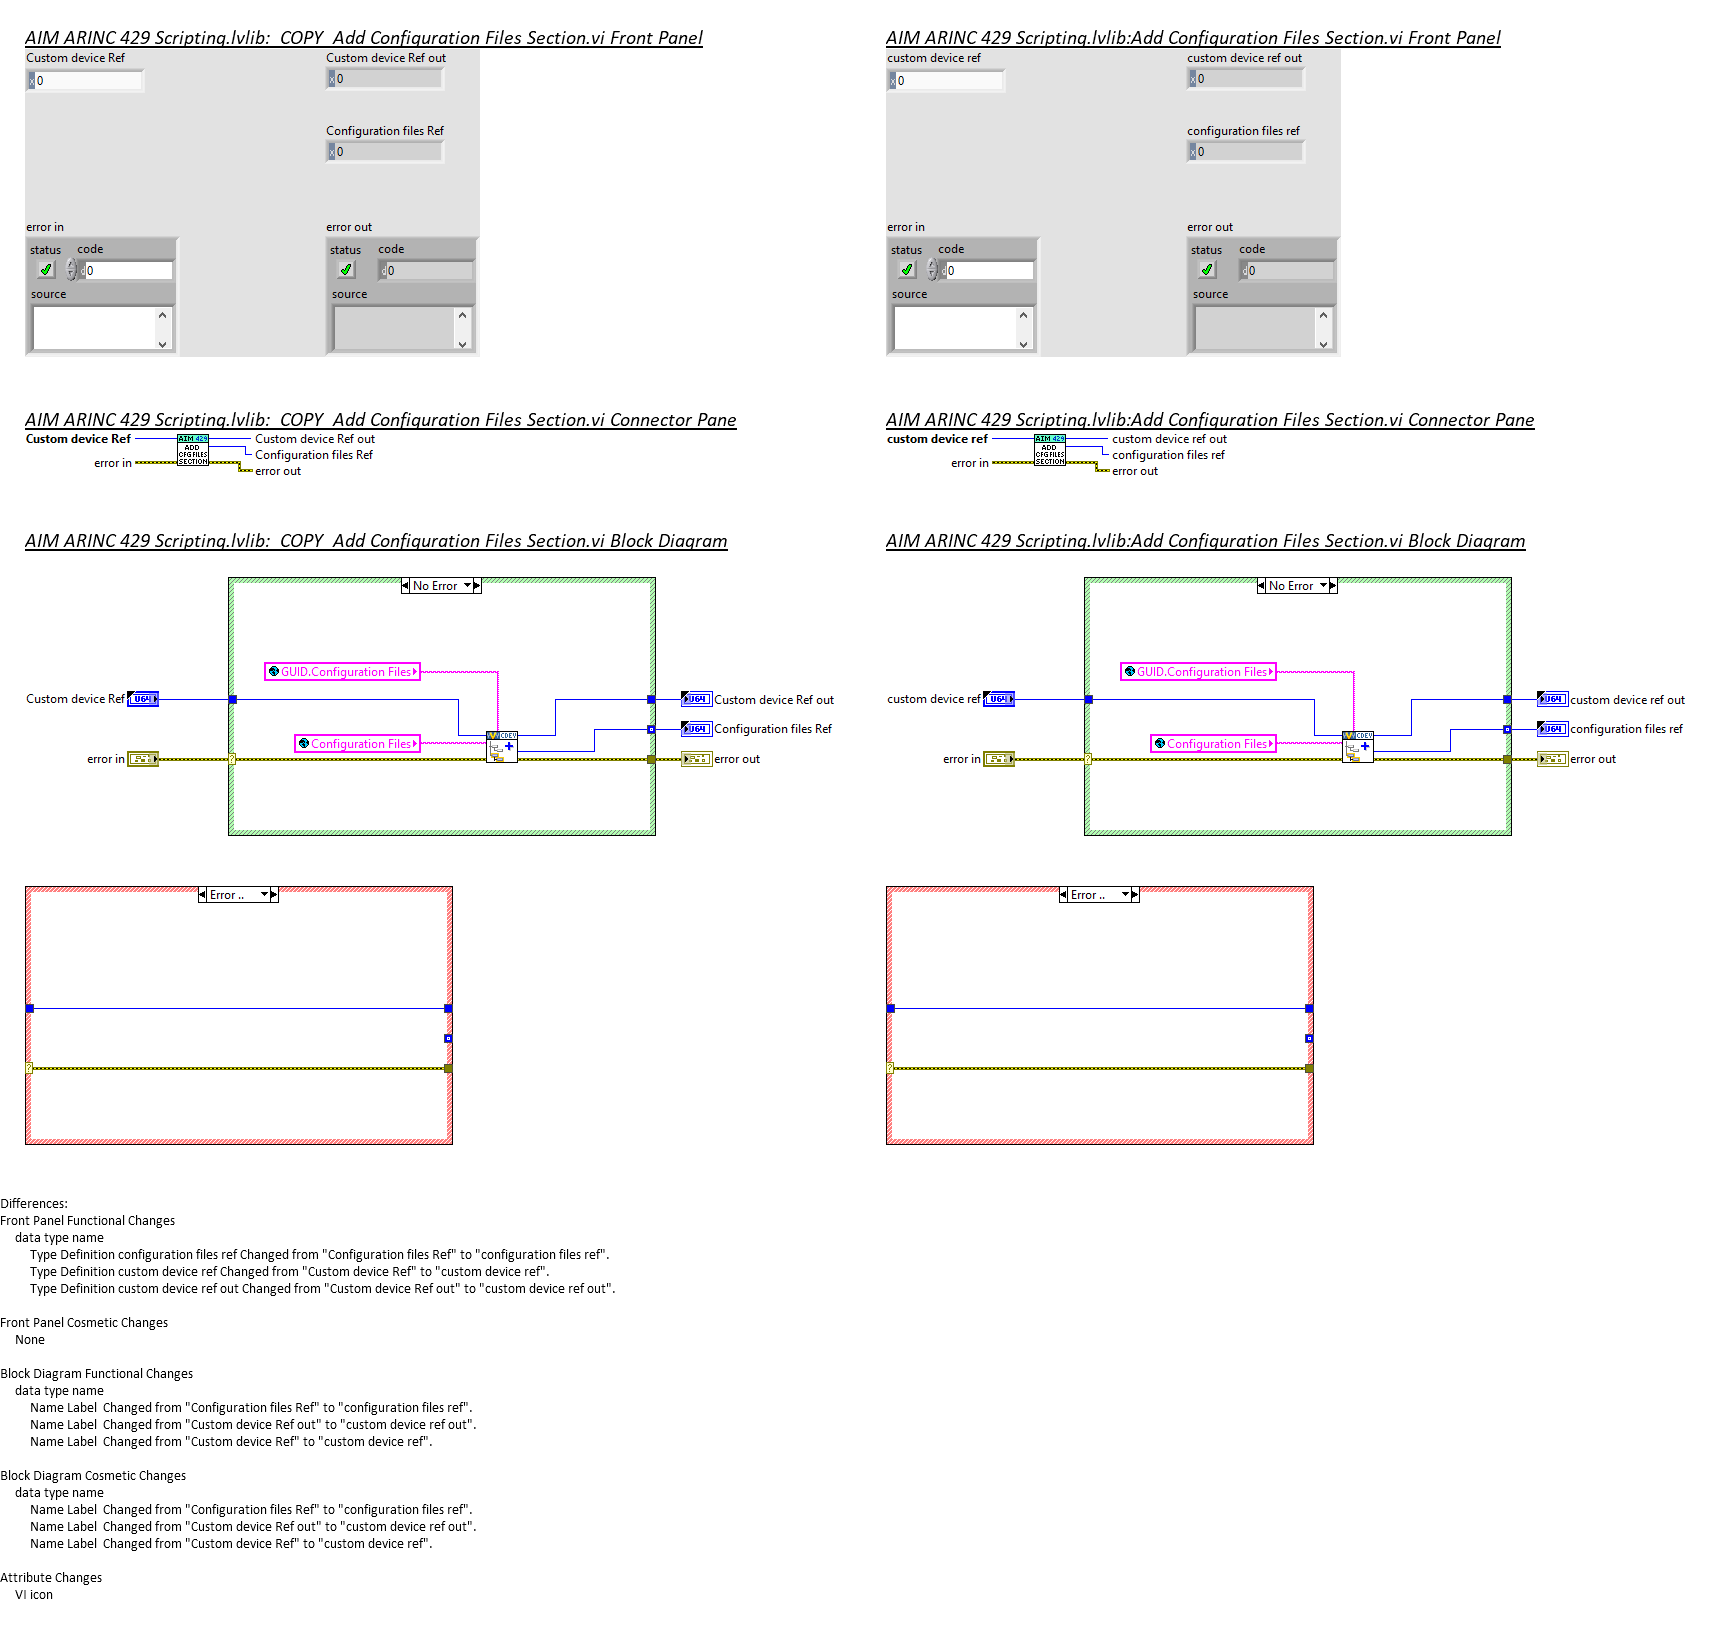 AIM ARINC 429 Scripting.lvlib:  COPY  Add Configuration Files Section.vi Front Panel
Custom device Ref
x 0
Custom device Ref out
x 0
Configuration files Ref
x 0
error in
status code
d 0
source
error out
status code
d 0
source
AIM ARINC 429 Scripting.lvlib:Add Configuration Files Section.vi Front Panel
custom device ref
x 0
custom device ref out
x 0
configuration files ref
x 0
error in
status code
d 0
source
error out
status code
d 0
source
AIM ARINC 429 Scripting.lvlib:  COPY  Add Configuration Files Section.vi Connector Pane
Custom device Ref
error in
AIM 429
ADD
CFG FILES
SECTION
Custom device Ref out
Configuration files Ref
error out
AIM ARINC 429 Scripting.lvlib:Add Configuration Files Section.vi Connector Pane
custom device ref
error in
AIM 429
ADD
CFG FILES
SECTION
custom device ref out
configuration files ref
error out
AIM ARINC 429 Scripting.lvlib:  COPY  Add Configuration Files Section.vi Block Diagram
No Error
GUID.Configuration Files
Custom device Ref
U64
U64
Custom device Ref out
U64
Configuration files Ref
Configuration Files
CDEV
error in
error out
Error ..
?
?
AIM ARINC 429 Scripting.lvlib:Add Configuration Files Section.vi Block Diagram
No Error
GUID.Configuration Files
custom device ref
U64
U64
custom device ref out
U64
configuration files ref
Configuration Files
CDEV
error in
error out
Error ..
?
?
Differences:
Front Panel Functional Changes
data type name
Type Definition configuration files ref Changed from "Configuration files Ref" to "configuration files ref".
Type Definition custom device ref Changed from "Custom device Ref" to "custom device ref".
Type Definition custom device ref out Changed from "Custom device Ref out" to "custom device ref out".
Front Panel Cosmetic Changes
None
Block Diagram Functional Changes
data type name
Name Label  Changed from "Configuration files Ref" to "configuration files ref".
Name Label  Changed from "Custom device Ref out" to "custom device ref out".
Name Label  Changed from "Custom device Ref" to "custom device ref".
Block Diagram Cosmetic Changes
data type name
Name Label  Changed from "Configuration files Ref" to "configuration files ref".
Name Label  Changed from "Custom device Ref out" to "custom device ref out".
Name Label  Changed from "Custom device Ref" to "custom device ref".
Attribute Changes
VI icon